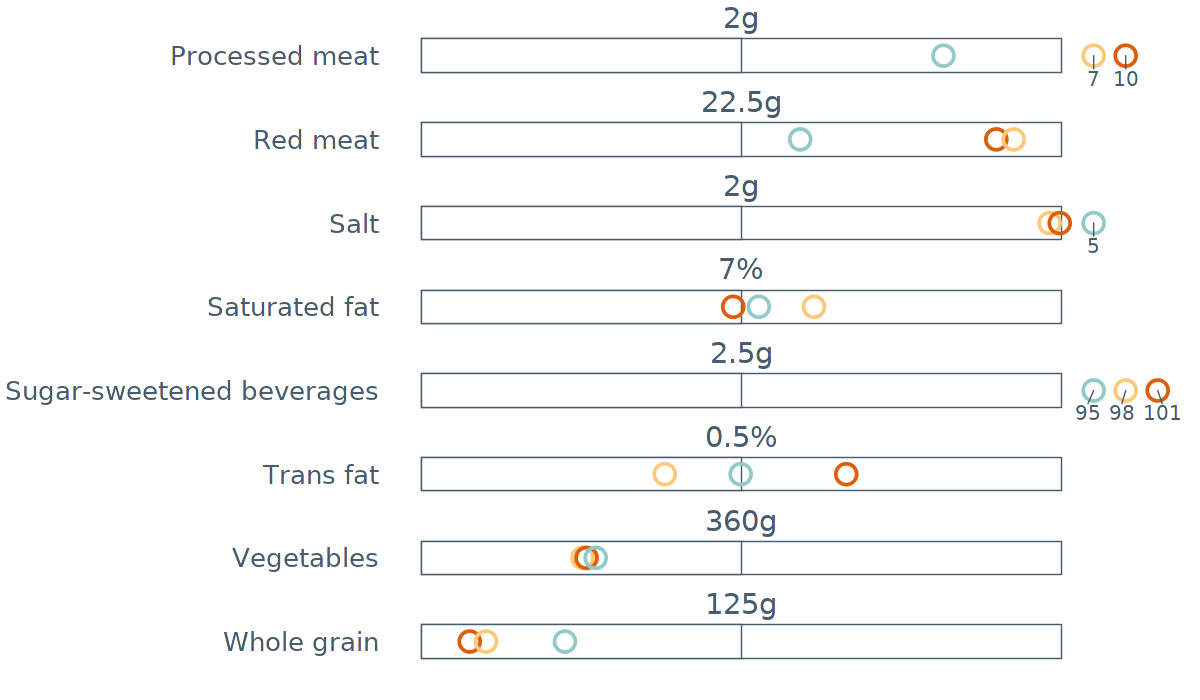 2g
Processed meat
7 10
22.5g
Red meat
2g
Salt
5
7%
Saturated fat
2.5g
Sugar-sweetened beverages
95 98 101
0.5%
Trans fat
360g
Vegetables
125g
Whole grain